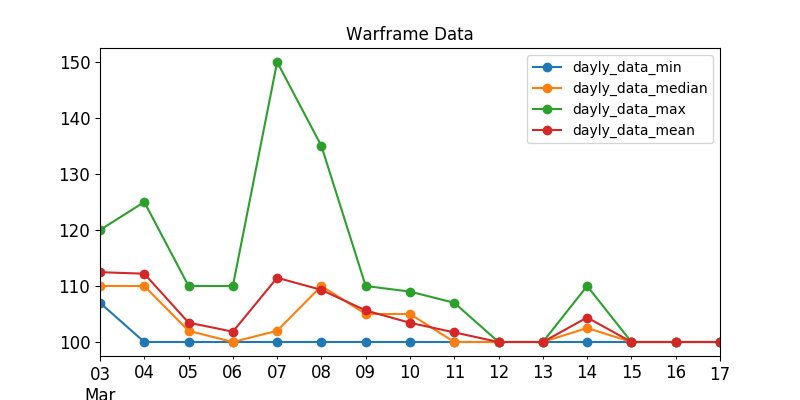 Warframe Data
dayly_data_min
dayly_data_median
dayly_data_max
dayly_data_mean
150
140
130
120
110
100
03 04 05 06 07 08 09 10 11 12 13 14 15 16 17
Mar